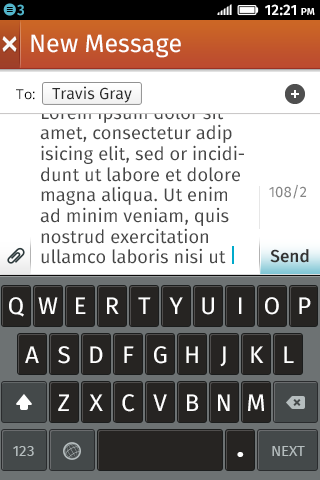 3 12:21 PM
New Message
To: Travis Gray
Lorem ipsum dolor sit
amet, consectetur adip
isicing elit, sed or incidi-
dunt ut labore et dolore
magna aliqua. Ut enim
ad minim veniam, quis
nostrud exercitation
ullamco laboris nisi ut
108/2
Send
Q W E R T Y U I O P
A S D F G H J K L
Z X C V B N M
123 . NEXT